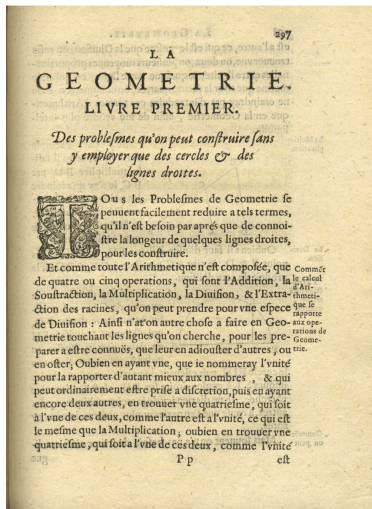 297
LA
GEOMETRIE.
LIVRE PREMIER.
Des problesmes qu'on peut construire sans
y employer que des cercles & des
lignes droites.
TOus les Problesmes de Geometrie se
peuuent facilement reduire a tels termes,
qu'il n'est besoin par aprés que de connoi-
stre la longeur de quelques lignes droites,
pour les construire.
Et comme toute l'Arithmetique n'est composée, que
de quatre ou cinq operations, qui sont l'Addition, la
Soustraction, la Multiplication, la Diuision, & l'Extra-
ction des racines, qu'on peut prendre pour vne espece
de Diuision : Ainsi n'at'on autre chose a faire en Geo-
metrie touchant les lignes qu'on cherche, pour les pre-
parer a estre connuës, que leur en adiouster d'autres, ou
en oster, Oubien en ayant vne, que ie nommeray l'vnité
pour la rapporter d'autant mieux aux nombres, & qui
peut ordinairement estre prise a discretion, puis en ayant
encore deux autres, en trouuer vne quatriesme, qui soit
à l'vne de ces deux, comme l'autre est a l'vnité, ce qui est
le mesme que la Multiplication, oubien en trouuer vne
quatriesme, qui soit a l'vne de ces deux, comme l'vnité
Commēt
le calcul
d'Ari-
thmeti-
que se
rapporte
aux ope-
rations de
Geome-
trie.
P p
est